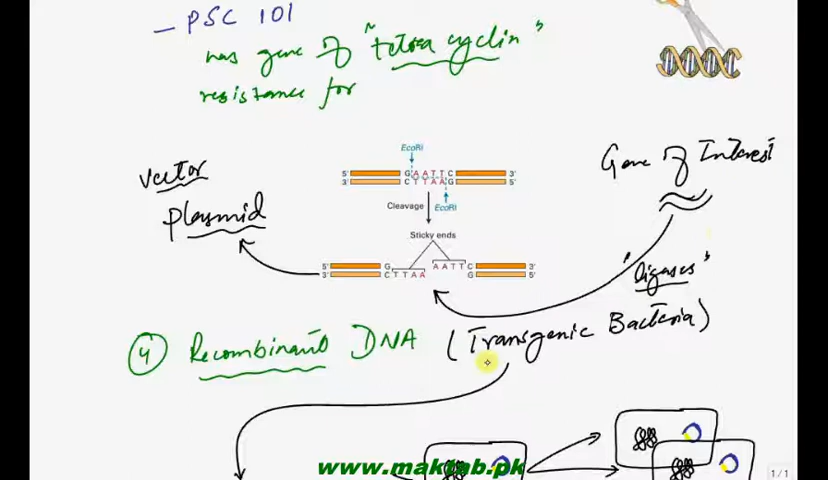 – PSC 101
has gene of "tetra cyclin"
resistance for
EcoRI
Gene of Interest
vector
5' G A A T T C 3'
3' C T T A A G 5'
Cleavage
EcoRI
plasmid
Sticky ends
5' G A A T T C 3'
3' C T T A A G 5'
"ligases"
④ Recombinant DNA (Transgenic Bacteria)
www.maktab.pk
1/1